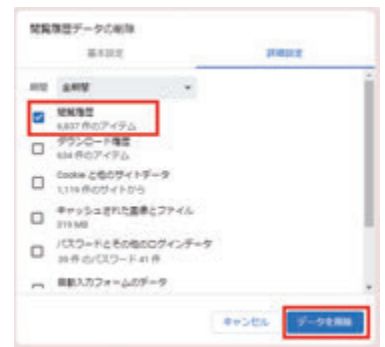 閲覧履歴データの削除
基本設定
詳細設定
期間 全期間
閲覧履歴
6,837 件のアイテム
ダウンロード履歴
634 件のアイテム
Cookie と他のサイトデータ
1,119 件のサイトから
キャッシュされた画像とファイル
319 MB
パスワードとその他のログインデータ
39 件 のパスワード 41 件
自動入力フォームのデータ
キャンセル
データを削除